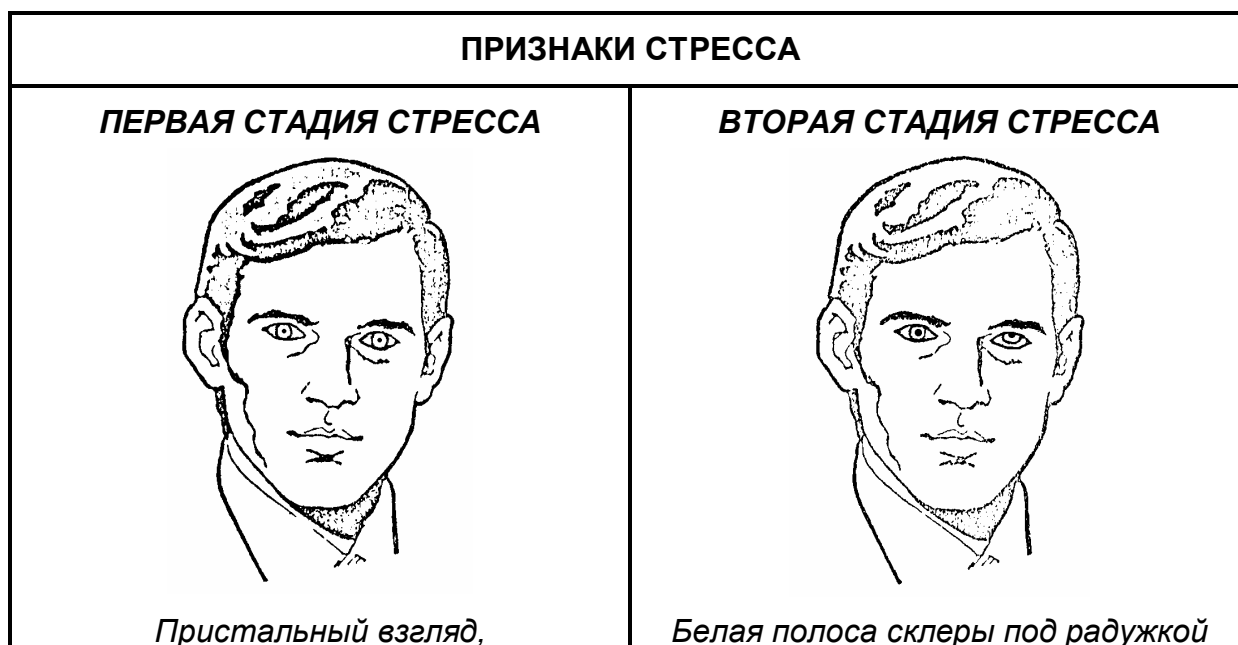 ПРИЗНАКИ СТРЕССА
ПЕРВАЯ СТАДИЯ СТРЕССА
ВТОРАЯ СТАДИЯ СТРЕССА
Пристальный взгляд,
Белая полоса склеры под радужкой